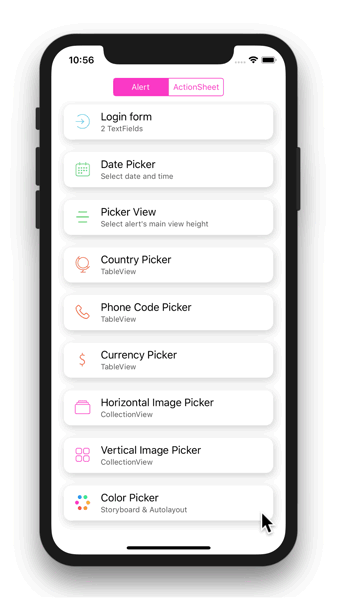 10:56
Alert ActionSheet
Login form
2 TextFields
Date Picker
Select date and time
Picker View
Select alert's main view height
Country Picker
TableView
Phone Code Picker
TableView
Currency Picker
TableView
Horizontal Image Picker
CollectionView
Vertical Image Picker
CollectionView
Color Picker
Storyboard & Autolayout